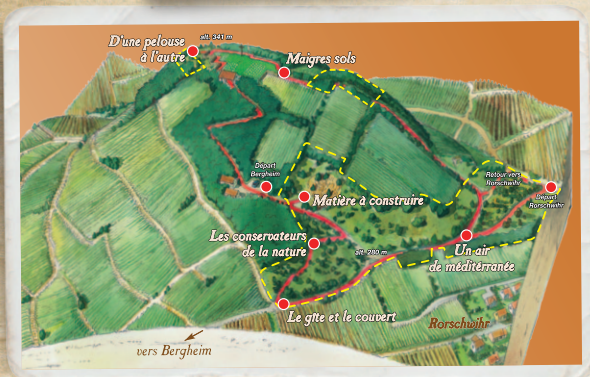 D'une pelouse
à l'autre
alt. 341 m
Maigres sols
Départ
Bergheim
Retour vers
Rorschwihr
Départ
Rorschwihr
Matière à construire
Les conservateurs
de la nature
alt. 280 m
Un air
de méditérranée
Le gîte et le couvert
Rorschwihr
vers Bergheim